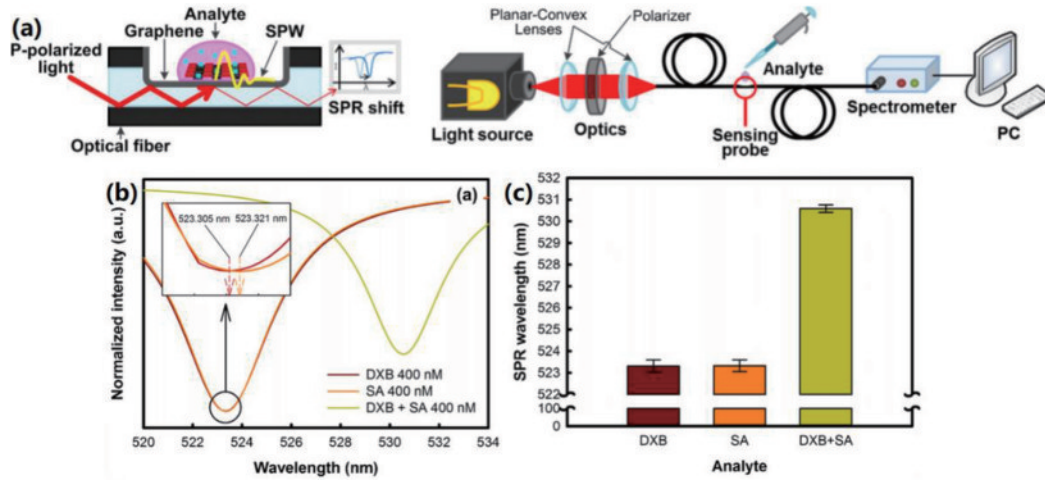 (a)
Analyte
Graphene
SPW
P-polarized
light
SPR shift
Optical fiber
Planar-Convex
Lenses
Polarizer
Light source
Optics
Analyte
Sensing
probe
Spectrometer
PC
(b)
(a)
523.305 nm
523.321 nm
Normalized intensity (a.u.)
DXB 400 nM
SA 400 nM
DXB + SA 400 nM
520 522 524 526 528 530 532 534
Wavelength (nm)
(c)
SPR wavelength (nm)
532
531
530
529
528
527
526
525
524
523
522
100
0
DXB SA DXB+SA
Analyte